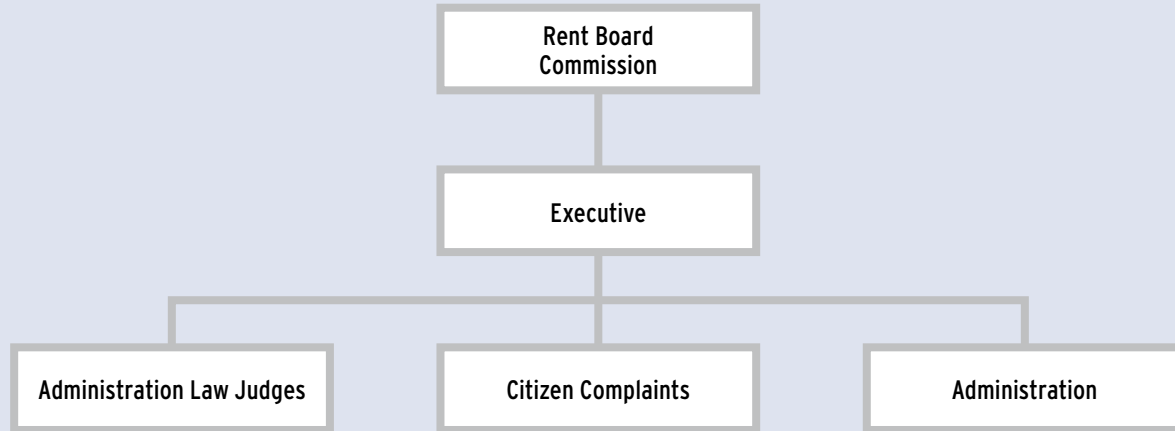 Rent Board
Commission
Executive
Administration Law Judges
Citizen Complaints
Administration